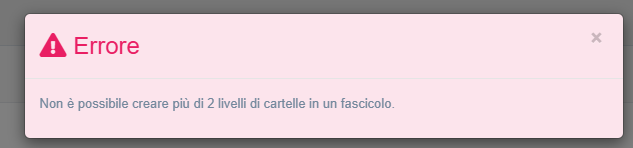 Errore
×
Non è possibile creare più di 2 livelli di cartelle in un fascicolo.